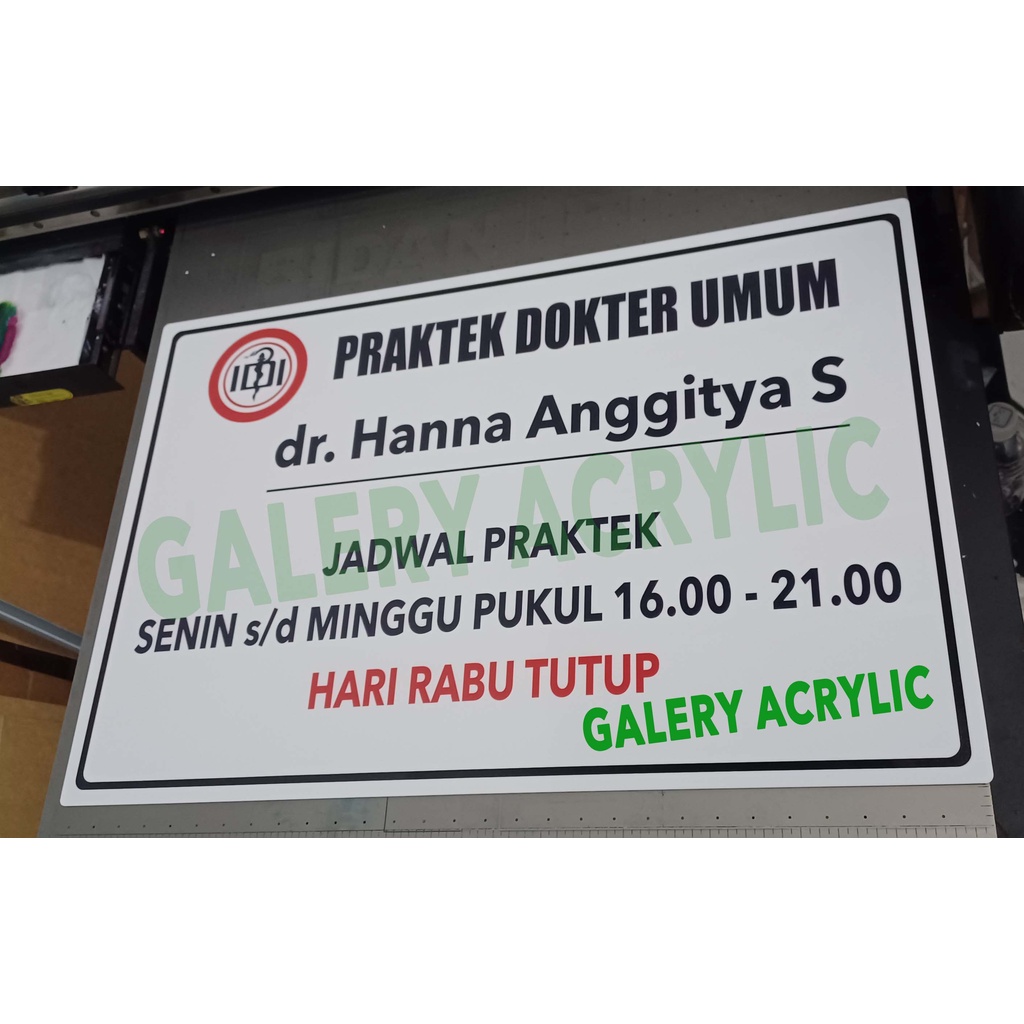 IDI
PRAKTEK DOKTER UMUM
dr. Hanna Anggitya S
GALERY ACRYLIC
JADWAL PRAKTEK
SENIN s/d MINGGU PUKUL 16.00 - 21.00
HARI RABU TUTUP
GALERY ACRYLIC